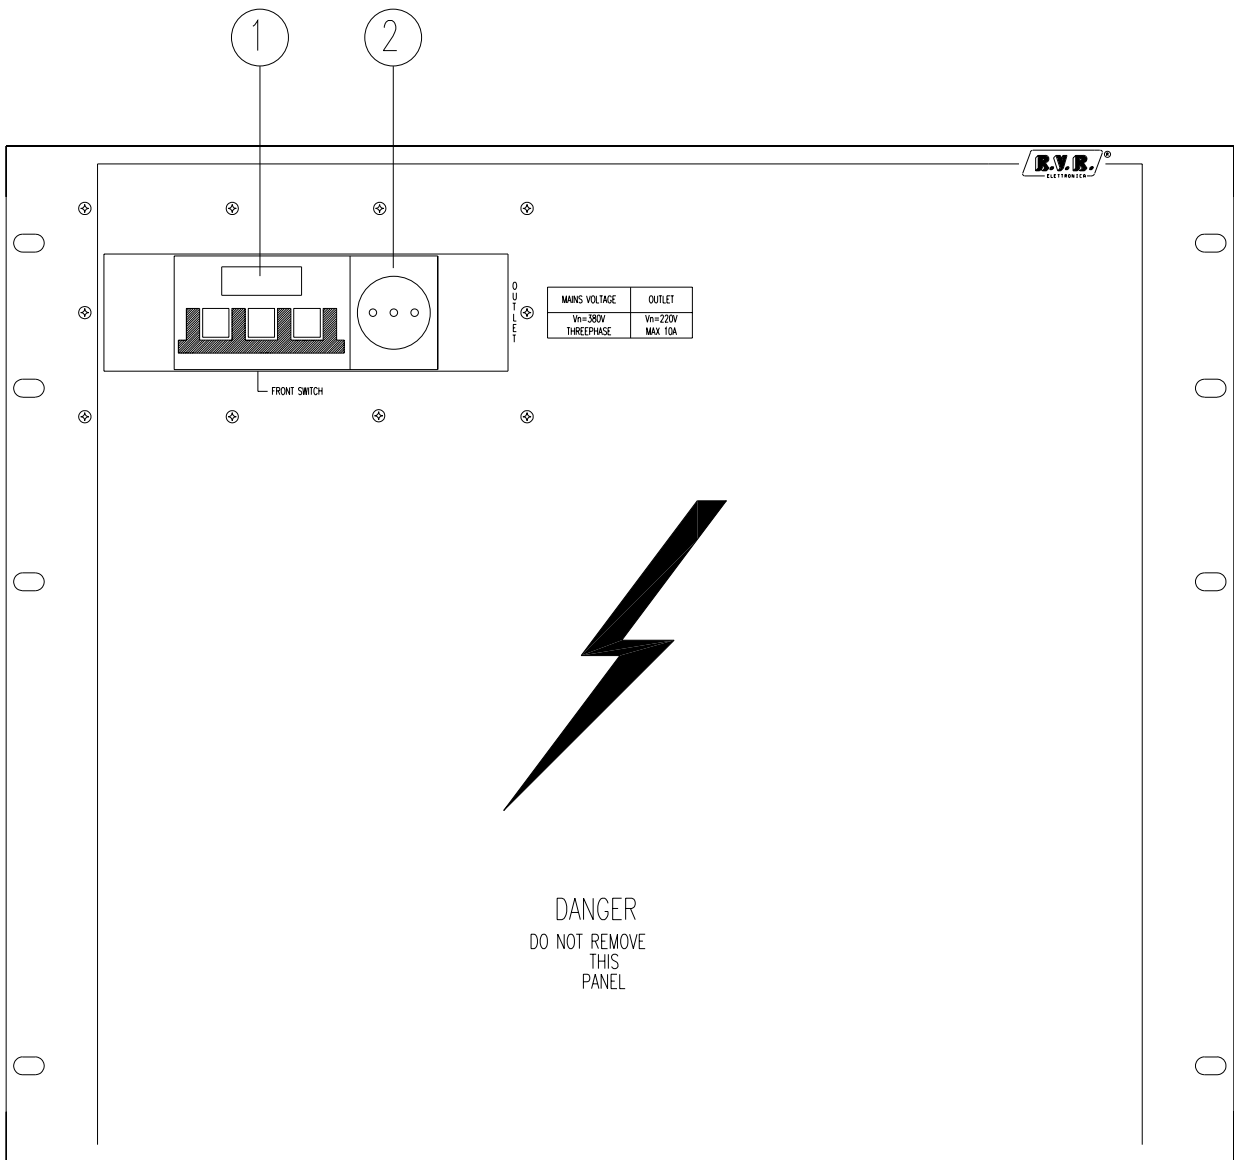 1
2
R.V.R.®
ELETTRONICA
OUTLET
MAINS VOLTAGE OUTLET
Vn=380V Vn=220V
THREEPHASE MAX 10A
FRONT SWITCH
DANGER
DO NOT REMOVE
THIS
PANEL